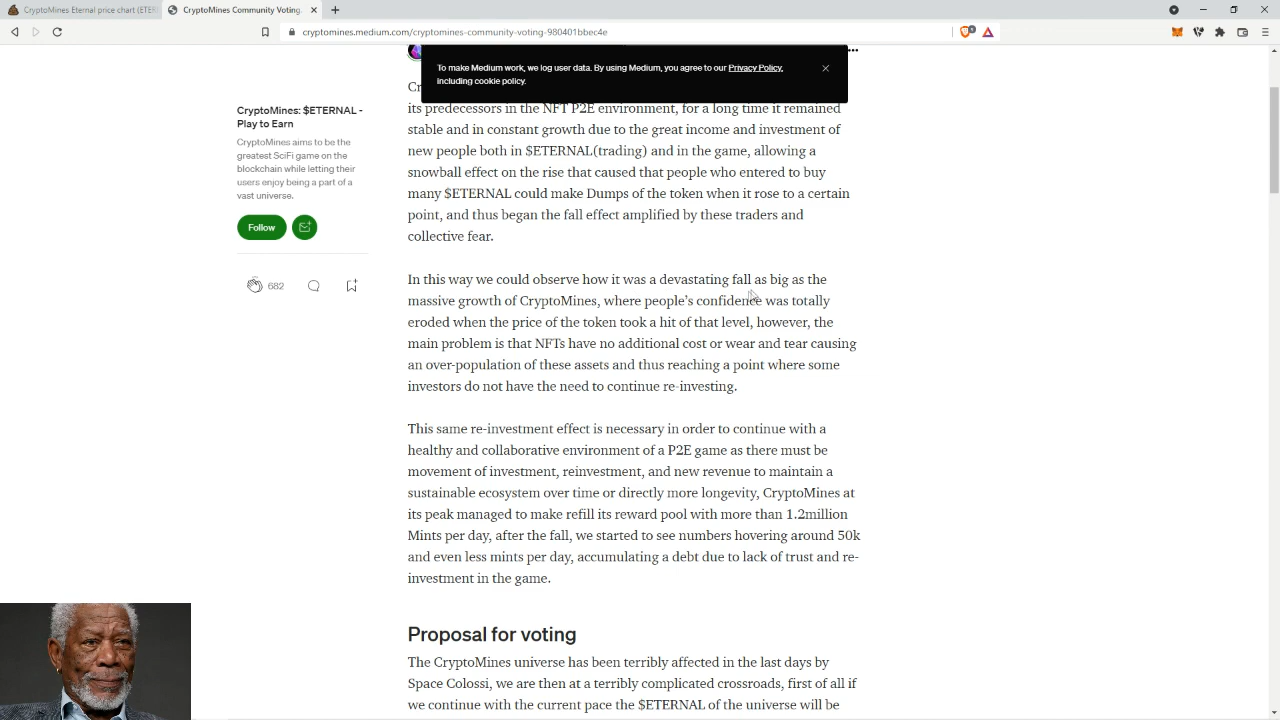 CryptoMines Eternal price chart (ETER
CryptoMines Community Voting.
cryptomines.medium.com/cryptomines-community-voting-980401bbec4e
To make Medium work, we log user data. By using Medium, you agree to our Privacy Policy,
including cookie policy.
CryptoMines: $ETERNAL -
Play to Earn
CryptoMines aims to be the
greatest SciFi game on the
blockchain while letting their
users enjoy being a part of a
vast universe.
Follow
682
Cr
its predecessors in the NFT P2E environment, for a long time it remained
stable and in constant growth due to the great income and investment of
new people both in $ETERNAL(trading) and in the game, allowing a
snowball effect on the rise that caused that people who entered to buy
many $ETERNAL could make Dumps of the token when it rose to a certain
point, and thus began the fall effect amplified by these traders and
collective fear.
In this way we could observe how it was a devastating fall as big as the
massive growth of CryptoMines, where people's confidence was totally
eroded when the price of the token took a hit of that level, however, the
main problem is that NFTs have no additional cost or wear and tear causing
an over-population of these assets and thus reaching a point where some
investors do not have the need to continue re-investing.
This same re-investment effect is necessary in order to continue with a
healthy and collaborative environment of a P2E game as there must be
movement of investment, reinvestment, and new revenue to maintain a
sustainable ecosystem over time or directly more longevity, CryptoMines at
its peak managed to make refill its reward pool with more than 1.2million
Mints per day, after the fall, we started to see numbers hovering around 50k
and even less mints per day, accumulating a debt due to lack of trust and re-
investment in the game.
Proposal for voting
The CryptoMines universe has been terribly affected in the last days by
Space Colossi, we are then at a terribly complicated crossroads, first of all if
we continue with the current pace the $ETERNAL of the universe will be